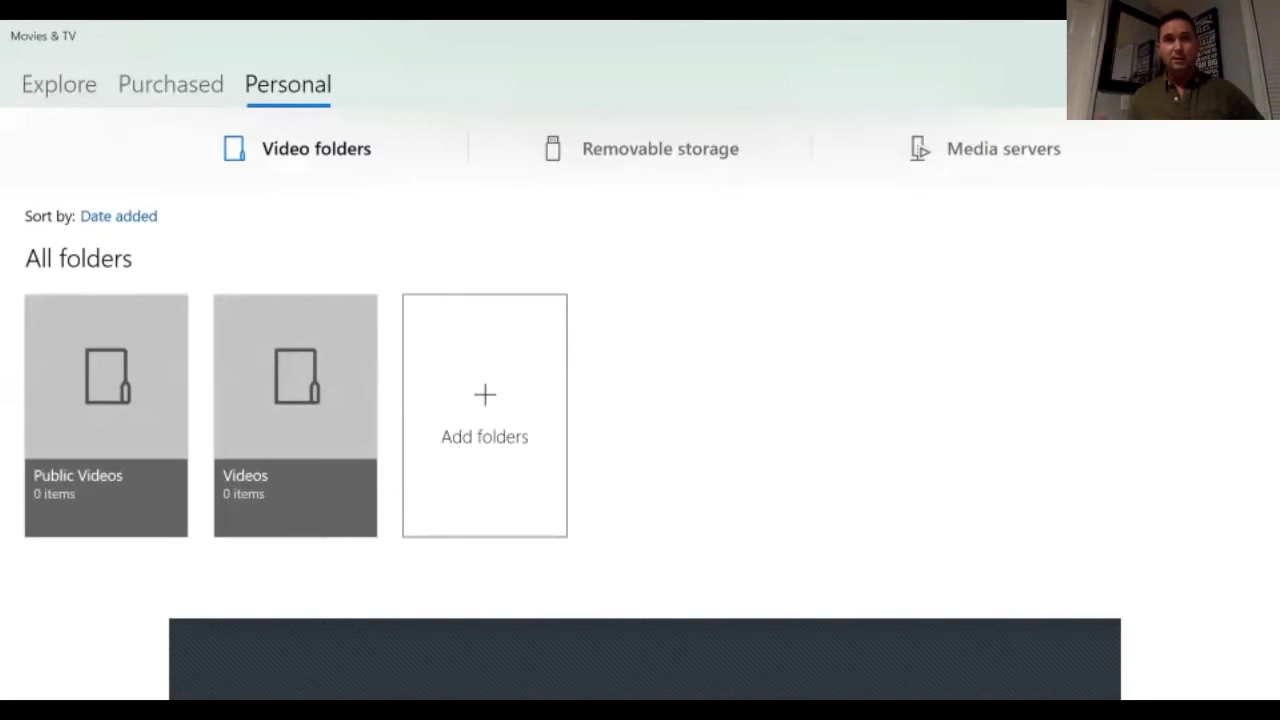 Movies & TV
Explore Purchased Personal
Video folders Removable storage Media servers
Sort by: Date added
All folders
Public Videos
0 items
Videos
0 items
Add folders